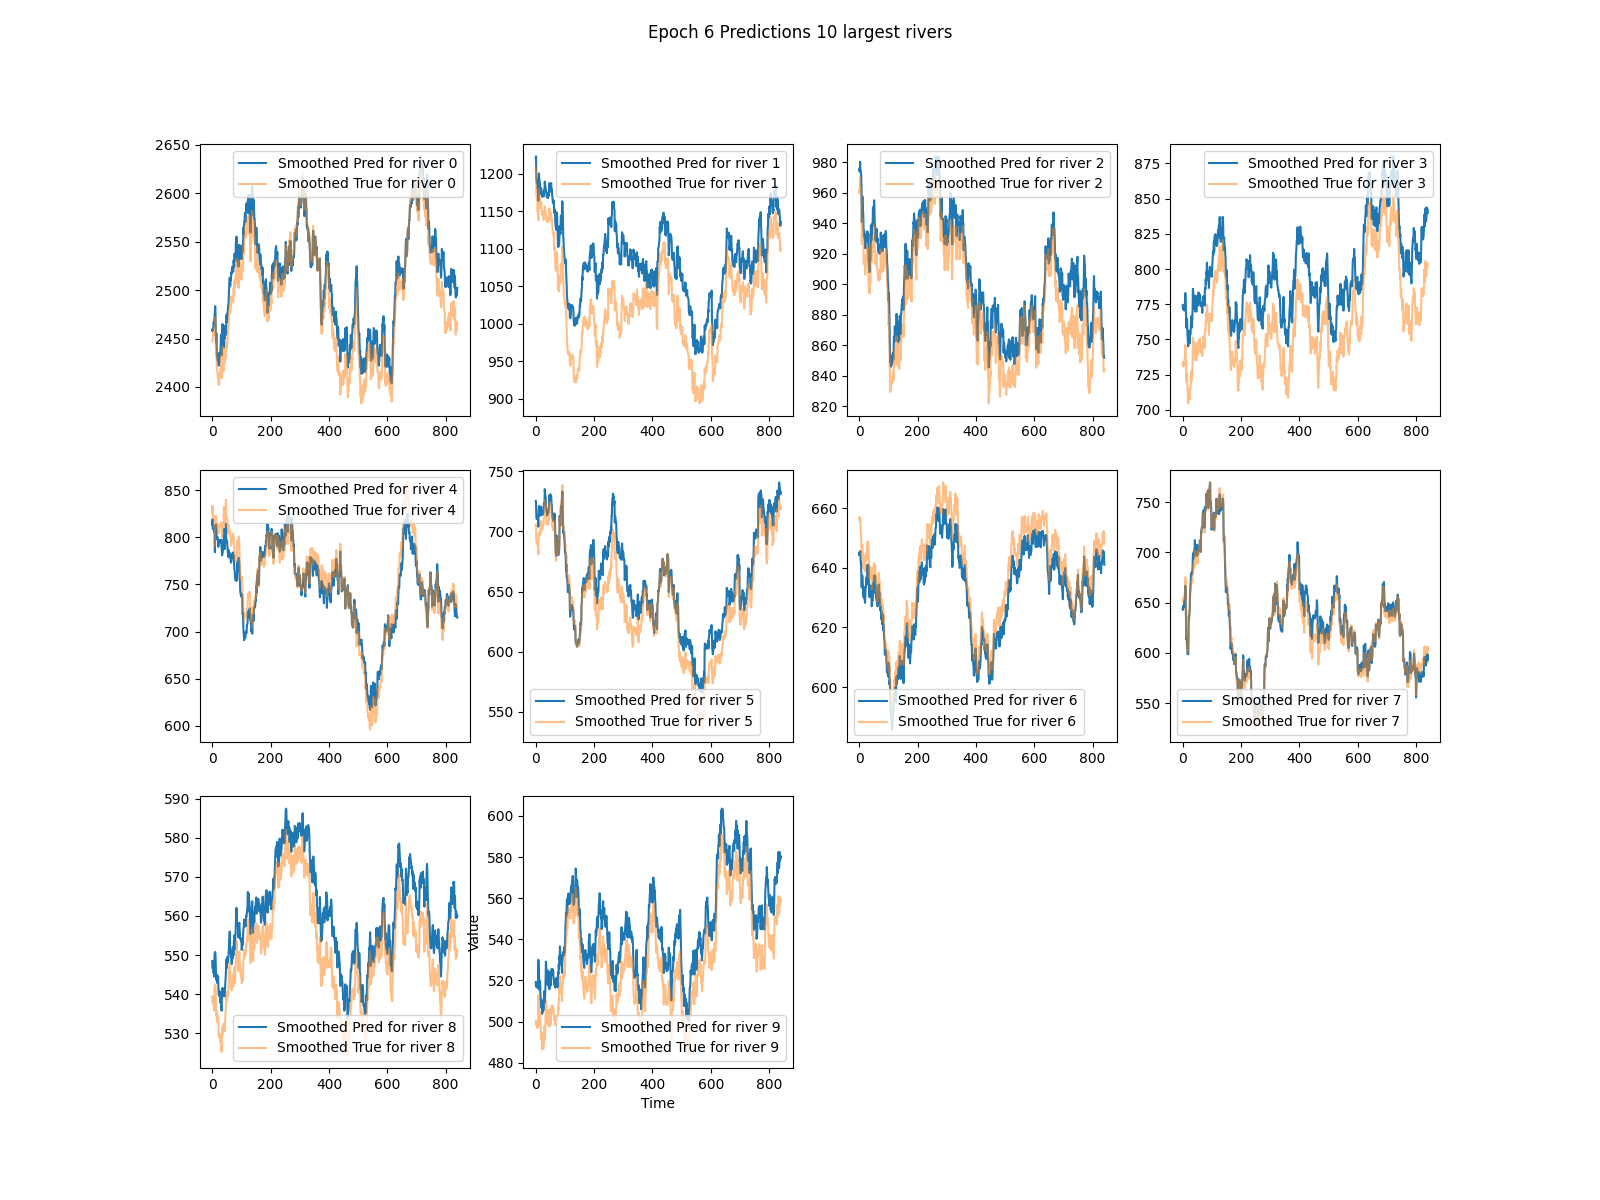 Epoch 6 Predictions 10 largest rivers
2650
2600
2550
2500
2450
2400
0 200 400 600 800
Smoothed Pred for river 0
Smoothed True for river 0
1200
1150
1100
1050
1000
950
900
0 200 400 600 800
Smoothed Pred for river 1
Smoothed True for river 1
980
960
940
920
900
880
860
840
820
0 200 400 600 800
Smoothed Pred for river 2
Smoothed True for river 2
875
850
825
800
775
750
725
700
0 200 400 600 800
Smoothed Pred for river 3
Smoothed True for river 3
850
800
750
700
650
600
0 200 400 600 800
Smoothed Pred for river 4
Smoothed True for river 4
750
700
650
600
550
0 200 400 600 800
Smoothed Pred for river 5
Smoothed True for river 5
660
640
620
600
0 200 400 600 800
Smoothed Pred for river 6
Smoothed True for river 6
750
700
650
600
550
0 200 400 600 800
Smoothed Pred for river 7
Smoothed True for river 7
590
580
570
560
550
540
530
0 200 400 600 800
Smoothed Pred for river 8
Smoothed True for river 8
Value
600
580
560
540
520
500
480
0 200 400 600 800
Smoothed Pred for river 9
Smoothed True for river 9
Time